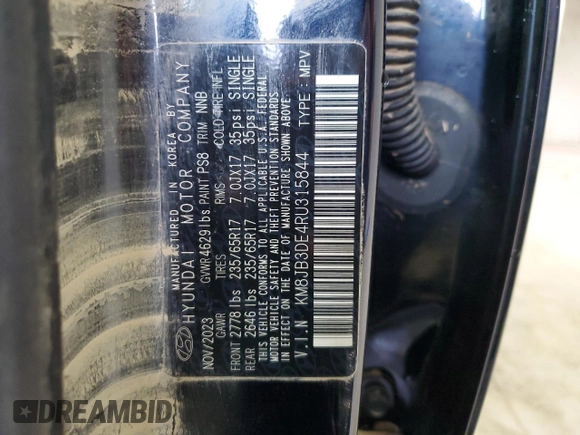 MANUFACTURED IN KOREA BY
HYUNDAI MOTOR COMPANY
NOV/2023 GVWR 4629lbs PAINT PS8 TRIM NNB
GAWR TIRES RMS COLD TIRE INFL
FRONT 2778 lbs 235/65R17 7.0JX17 35psi SINGLE
REAR 2646 lbs 235/65R17 7.0JX17 35psi SINGLE
THIS VEHICLE CONFORMS TO ALL APPLICABLE U.S.A. FEDERAL
MOTOR VEHICLE SAFETY AND THEFT PREVENTION STANDARDS
IN EFFECT ON THE DATE OF MANUFACTURE SHOWN ABOVE.
V.I.N KM8JB3DE4RU315844 TYPE : MPV
DREAMBID